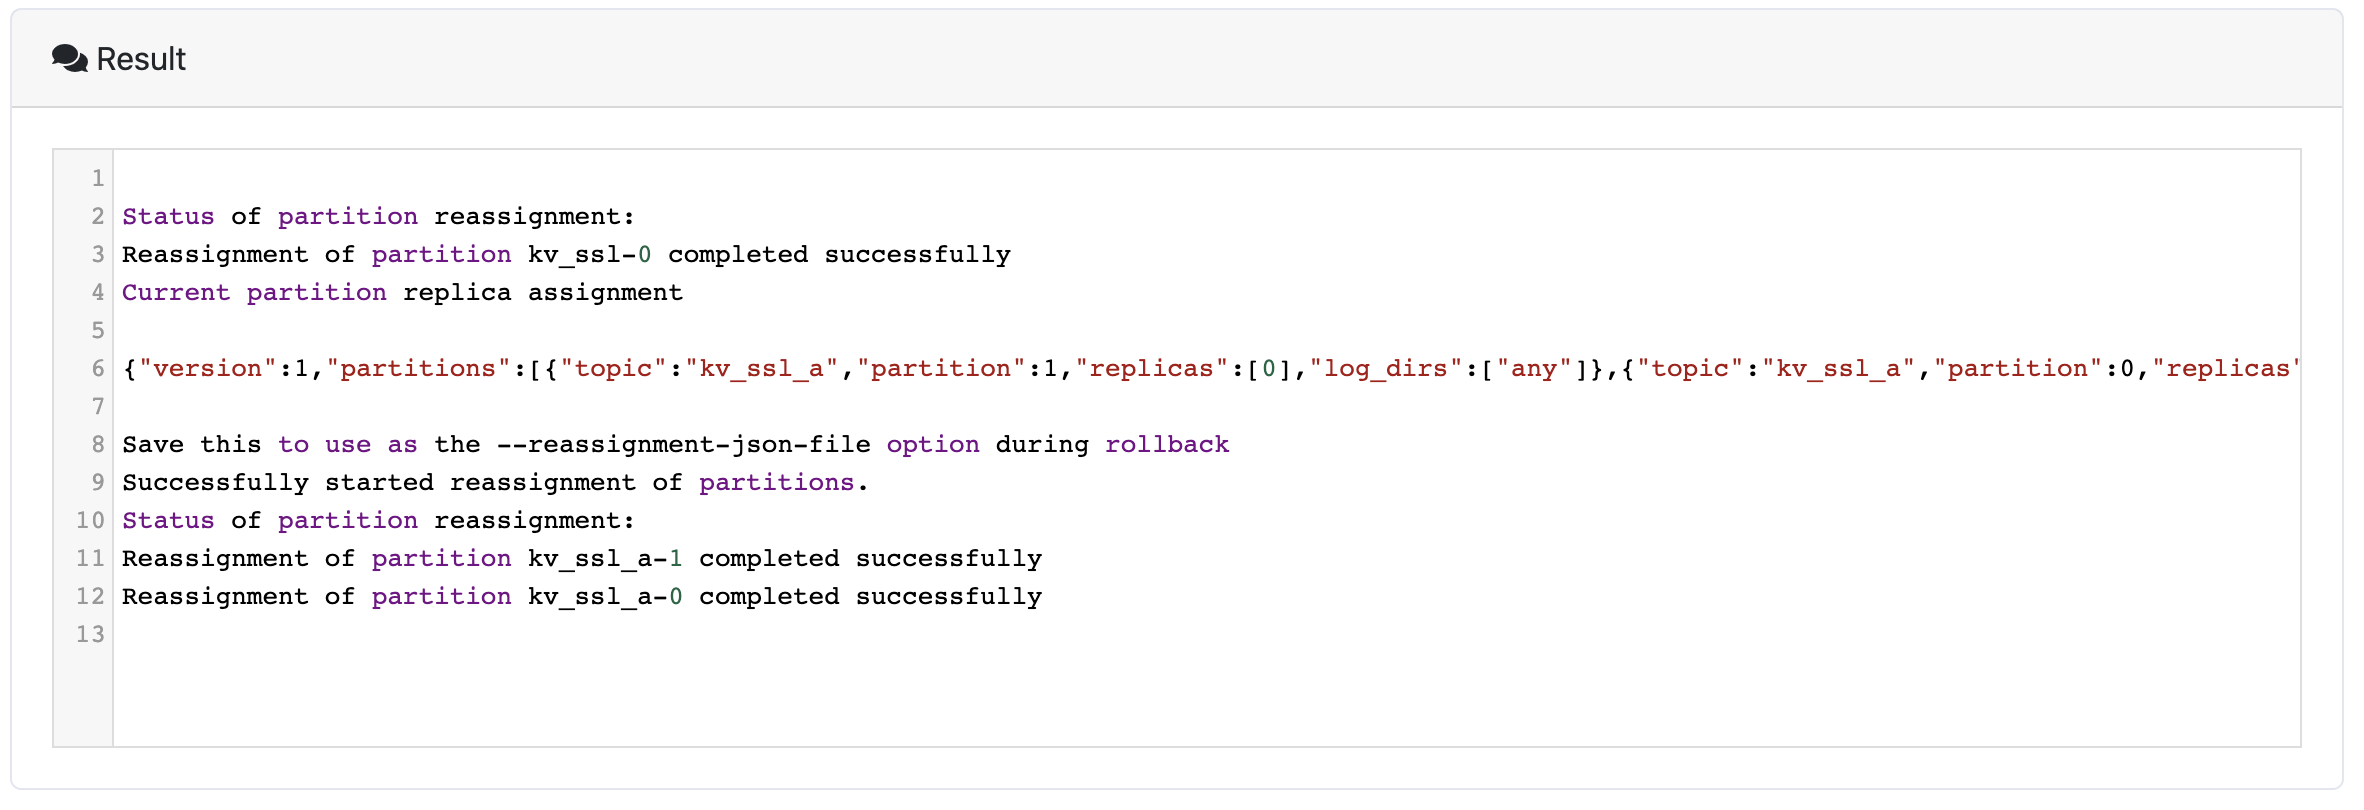 Result
1
2 Status of partition reassignment:
3 Reassignment of partition kv_ssl-0 completed successfully
4 Current partition replica assignment
5
6 {"version":1,"partitions":[{"topic":"kv_ssl_a","partition":1,"replicas":[0],"log_dirs":["any"]},{"topic":"kv_ssl_a","partition":0,"replicas"
7
8 Save this to use as the --reassignment-json-file option during rollback
9 Successfully started reassignment of partitions.
10 Status of partition reassignment:
11 Reassignment of partition kv_ssl_a-1 completed successfully
12 Reassignment of partition kv_ssl_a-0 completed successfully
13